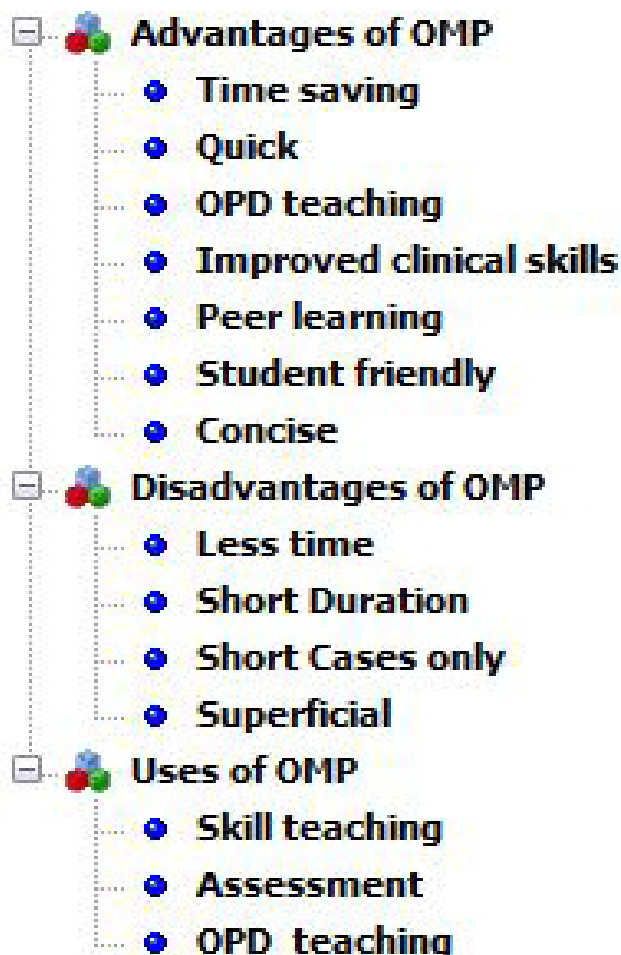 Advantages of OMP
Time saving
Quick
OPD teaching
Improved clinical skills
Peer learning
Student friendly
Concise
Disadvantages of OMP
Less time
Short Duration
Short Cases only
Superficial
Uses of OMP
Skill teaching
Assessment
OPD teaching